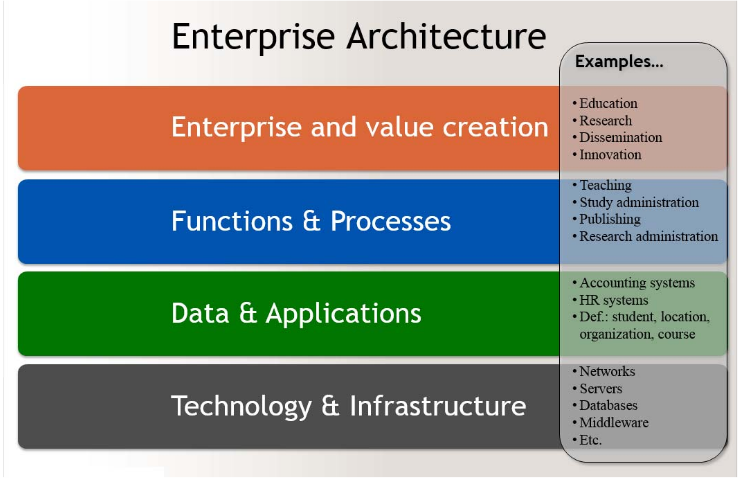 Enterprise Architecture
Examples...
Enterprise and value creation
• Education
• Research
• Dissemination
• Innovation
Functions & Processes
• Teaching
• Study administration
• Publishing
• Research administration
Data & Applications
• Accounting systems
• HR systems
• Def.: student, location,
organization, course
Technology & Infrastructure
• Networks
• Servers
• Databases
• Middleware
• Etc.